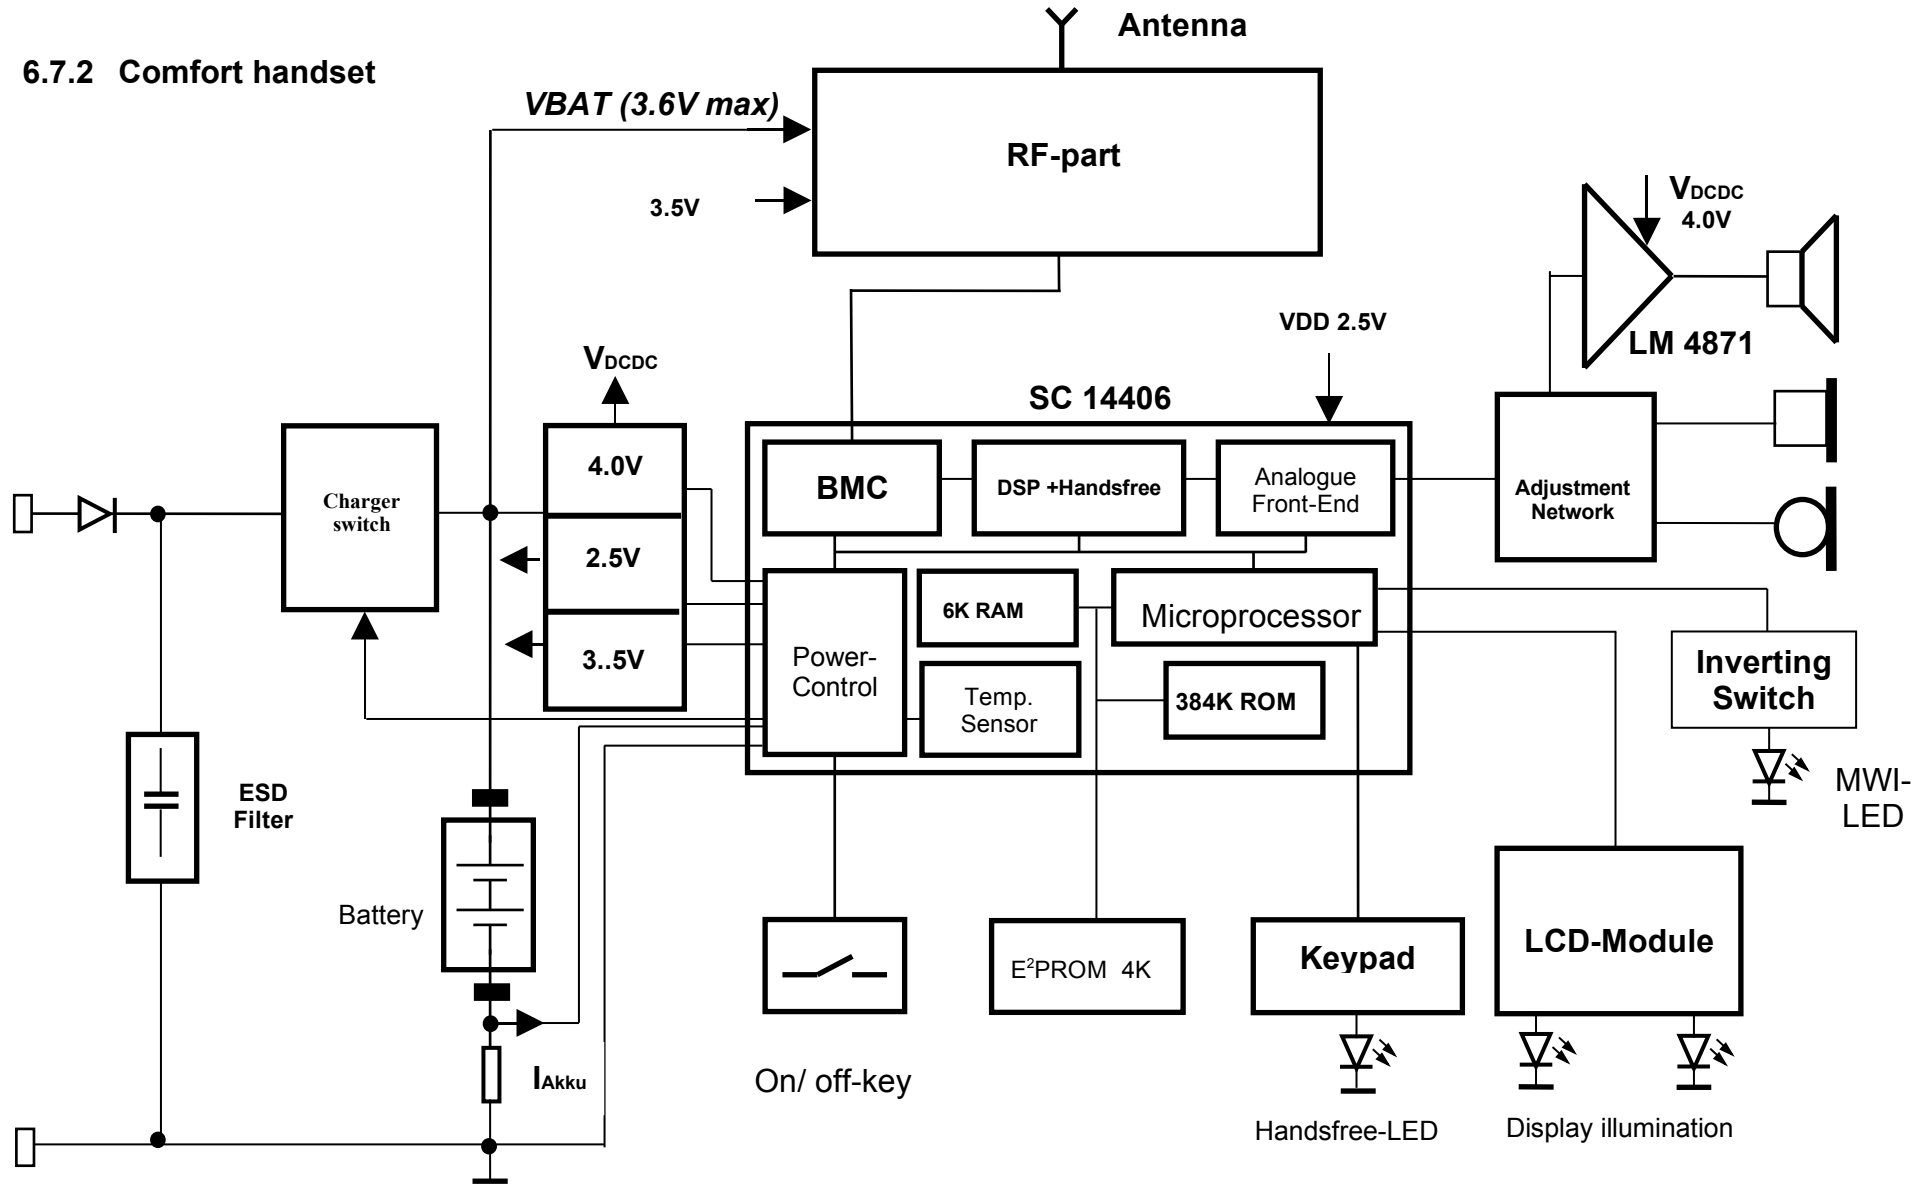 Antenna
6.7.2 Comfort handset
VBAT (3.6V max)
RF-part
3.5V
VDCDC
4.0V
LM 4871
VDD 2.5V
VDCDC
SC 14406
4.0V
2.5V
3..5V
Charger
switch
BMC
DSP +Handsfree
Analogue
Front-End
Adjustment
Network
6K RAM
Microprocessor
Power-
Control
Temp.
Sensor
384K ROM
Inverting
Switch
MWI-
LED
ESD
Filter
Battery
IAkku
On/ off-key
E²PROM 4K
Keypad
LCD-Module
Handsfree-LED
Display illumination